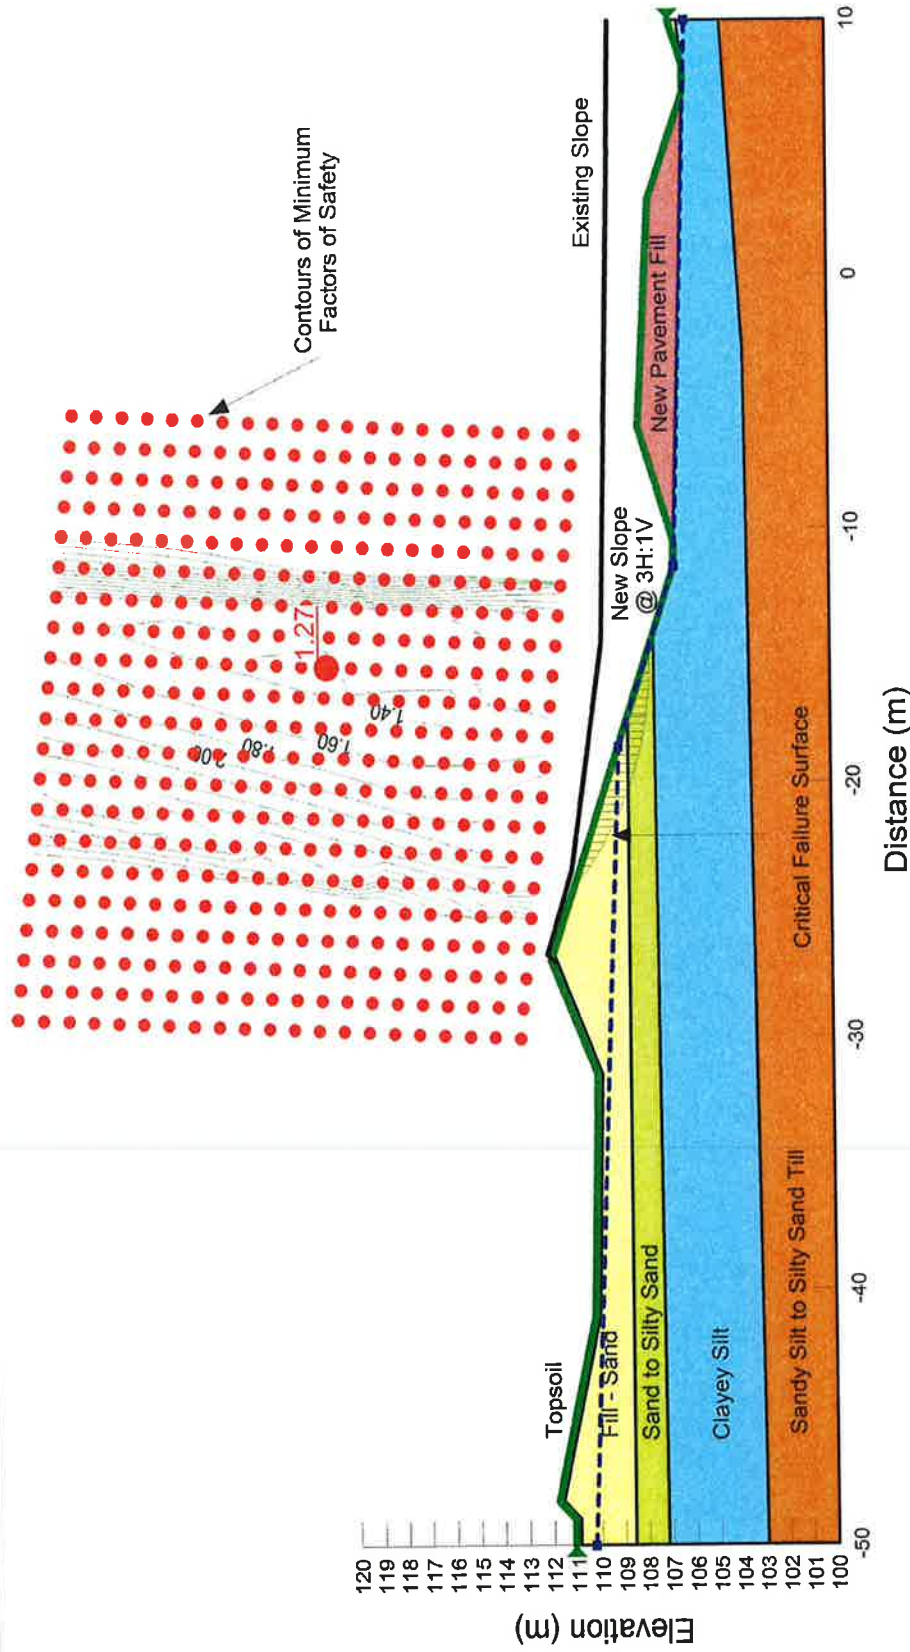 Contours of Minimum
Factors of Safety
1.27
2.00
1.80
1.60
1.40
Existing Slope
New Slope
@ 3H:1V
New Pavement Fill
Topsoil
Fill - Sand
Sand to Silty Sand
Clayey Silt
Sandy Silt to Silty Sand Till
Critical Failure Surface
Elevation (m)
120
119
118
117
116
115
114
113
112
111
110
109
108
107
106
105
104
103
102
101
100
-50
-40
-30
-20
-10
0
10
Distance (m)